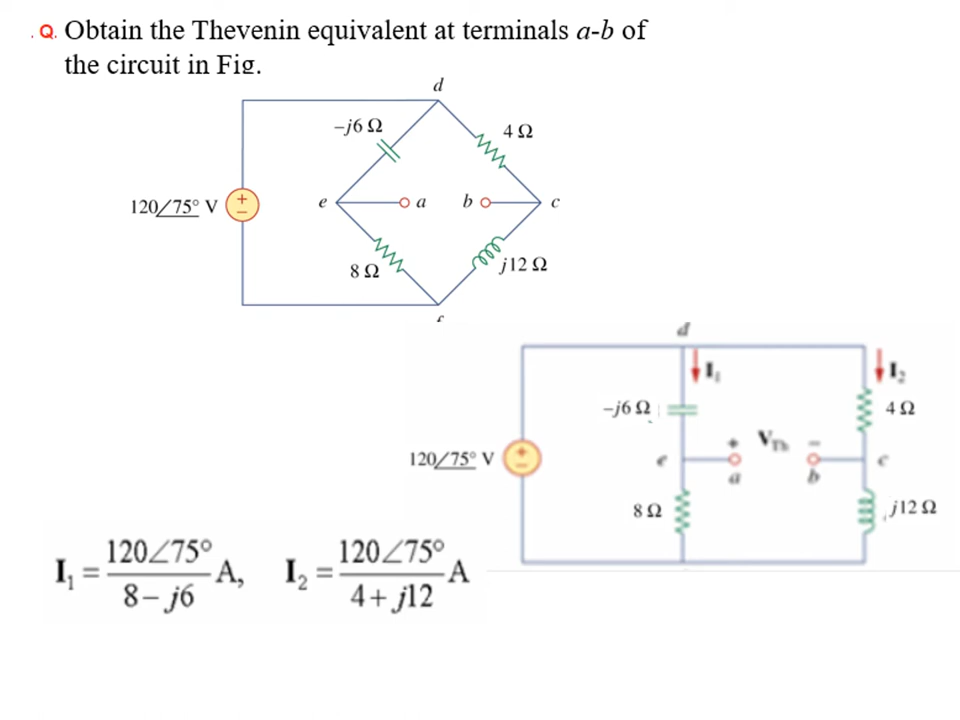 . Q. Obtain the Thevenin equivalent at terminals a-b of
the circuit in Fig.
d
−j6 Ω
4 Ω
120∠75° V
+
−
e
a
b
c
8 Ω
j12 Ω
f
d
I₁
I₂
−j6 Ω
4 Ω
+
V_Th
−
120∠75° V
+
−
e
a
b
c
8 Ω
j12 Ω
I₁ = 120∠75° / 8 − j6 A, I₂ = 120∠75° / 4 + j12 A